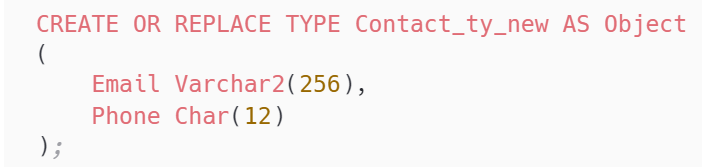 CREATE OR REPLACE TYPE Contact_ty_new AS Object
(
    Email Varchar2(256),
    Phone Char(12)
);